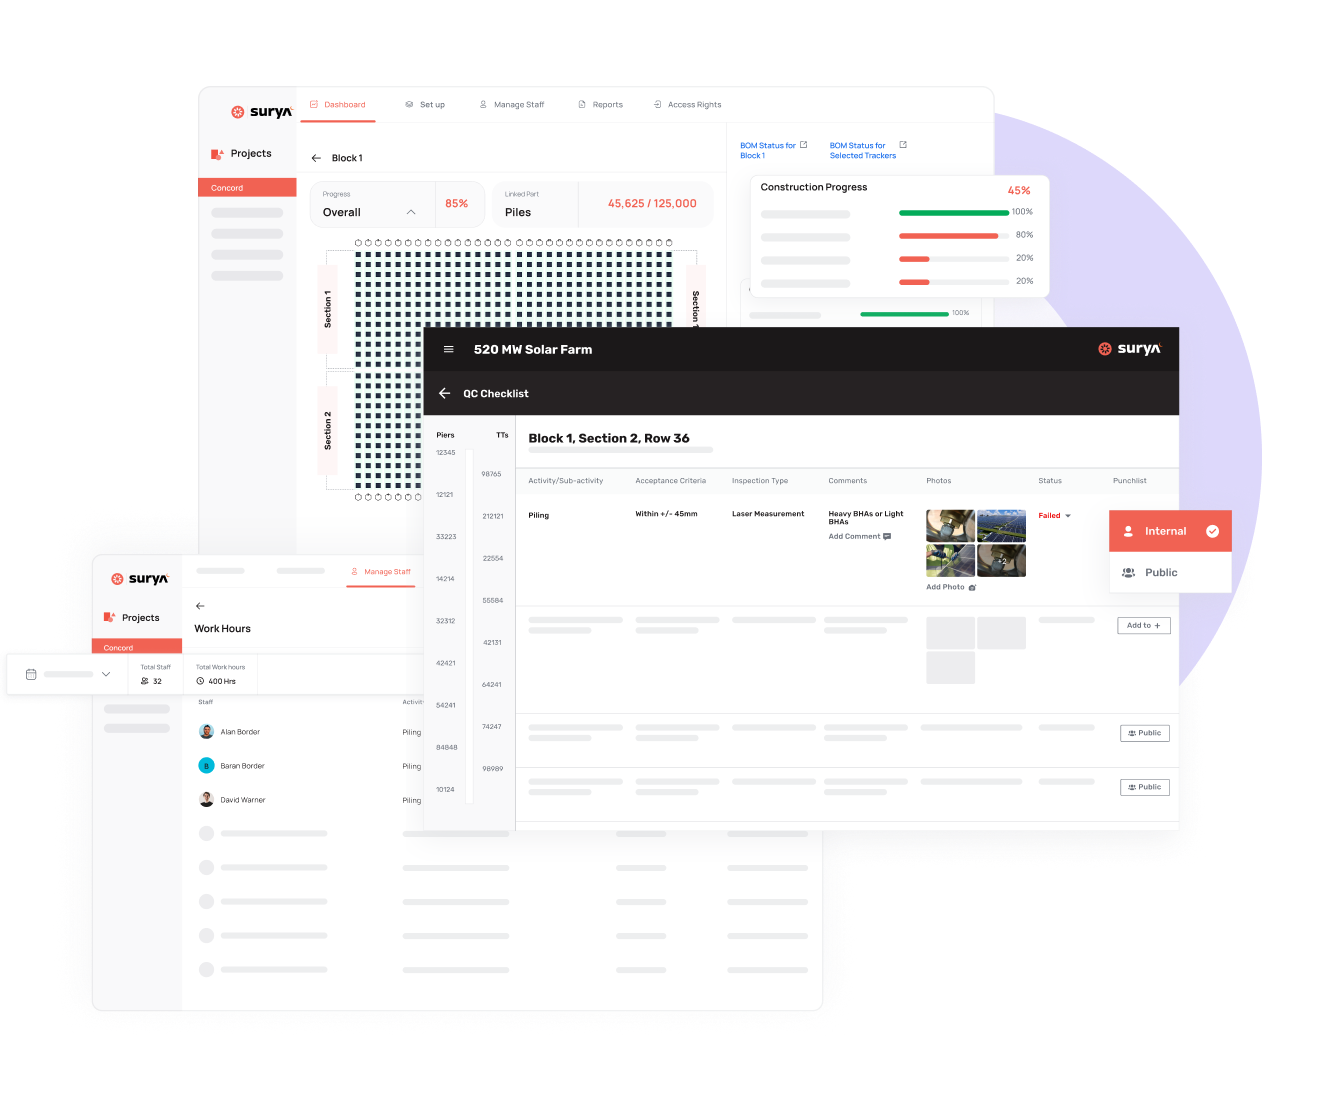 surya
Dashboard
Set up
Manage Staff
Reports
Access Rights
Projects
Concord
Block 1
Progress
Overall
85%
Linked Part
Piles
45,625 / 125,000
Section 1
Section 2
Section 1
BOM Status for
Block 1
BOM Status for
Selected Trackers
Construction Progress
45%
100%
80%
20%
20%
100%
520 MW Solar Farm
surya
QC Checklist
Piers
TTs
12345
98765
12121
212121
33223
22554
14214
55584
32312
42131
42421
64241
54241
74247
84848
98989
10124
Block 1, Section 2, Row 36
Activity/Sub-activity
Acceptance Criteria
Inspection Type
Comments
Photos
Status
Punchlist
Piling
Within +/- 45mm
Laser Measurement
Heavy BHAs or Light
BHAs
Add Comment
+2
Add Photo
Failed
Internal
Public
Add to +
Public
Public
surya
Manage Staff
Projects
Concord
Work Hours
Total Staff
32
Total Work hours
400 Hrs
Staff
Activit
Alan Border
Piling
B
Baran Border
Piling
David Warner
Piling